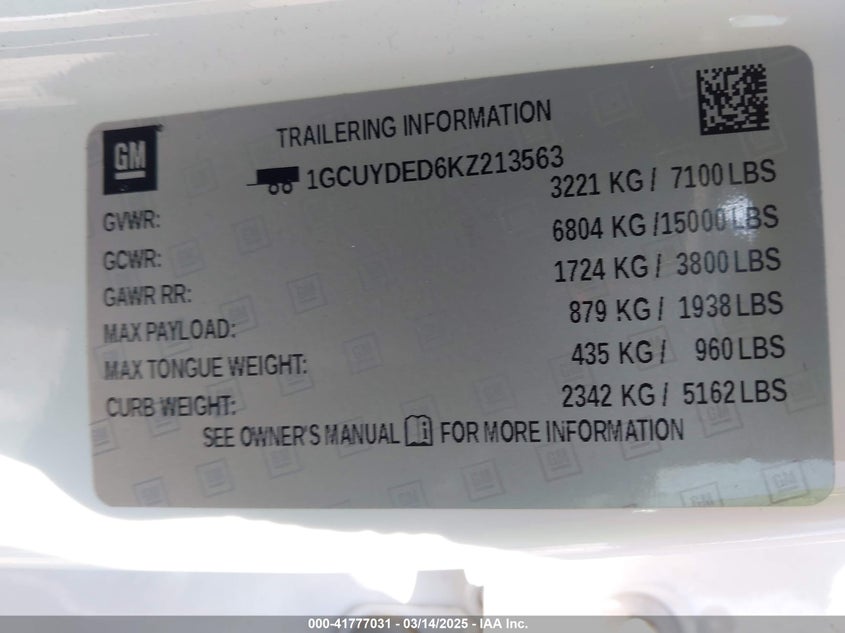 GM
TRAILERING INFORMATION
1GCUYDED6KZ213563
GVWR: 3221 KG / 7100 LBS
GCWR: 6804 KG /15000 LBS
GAWR RR: 1724 KG / 3800 LBS
MAX PAYLOAD: 879 KG / 1938 LBS
MAX TONGUE WEIGHT: 435 KG / 960 LBS
CURB WEIGHT: 2342 KG / 5162 LBS
SEE OWNER'S MANUAL i FOR MORE INFORMATION
000-41777031 - 03/14/2025 - IAA Inc.